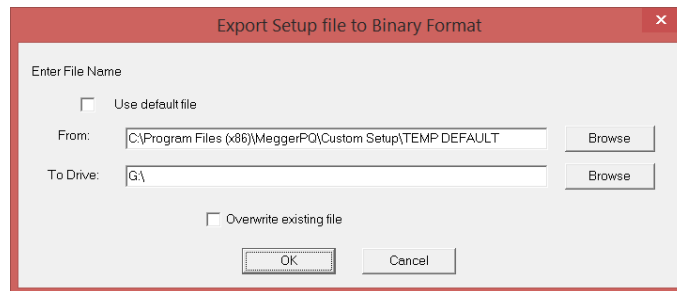 Export Setup file to Binary Format
Enter File Name
Use default file
From: C:\Program Files (x86)\MeggerPQ\Custom Setup\TEMP DEFAULT Browse
To Drive: G:\ Browse
Overwrite existing file
OK Cancel